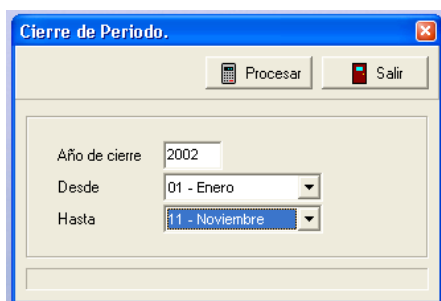 Cierre de Periodo.
Procesar Salir
Año de cierre 2002
Desde 01 - Enero
Hasta 11 - Noviembre